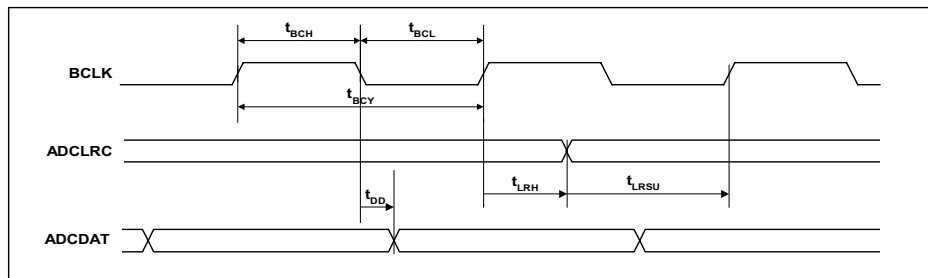 tBCH
tBCL
BCLK
tBCY
ADCLRC
tLRH
tLRSU
tDD
ADCDAT